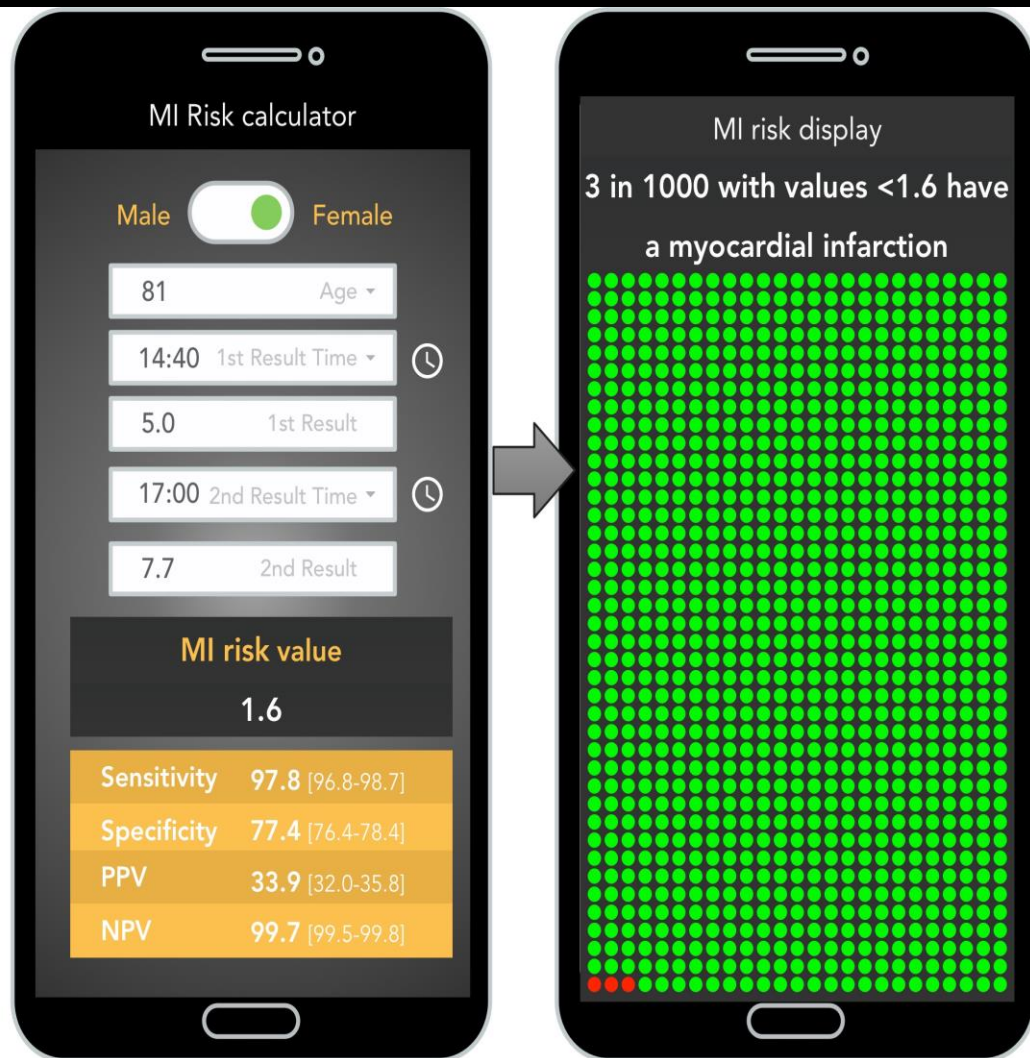 MI Risk calculator
Male Female
81 Age
14:40 1st Result Time
5.0 1st Result
17:00 2nd Result Time
7.7 2nd Result
MI risk value
1.6
Sensitivity 97.8 [96.8-98.7]
Specificity 77.4 [76.4-78.4]
PPV 33.9 [32.0-35.8]
NPV 99.7 [99.5-99.8]
MI risk display
3 in 1000 with values <1.6 have
a myocardial infarction